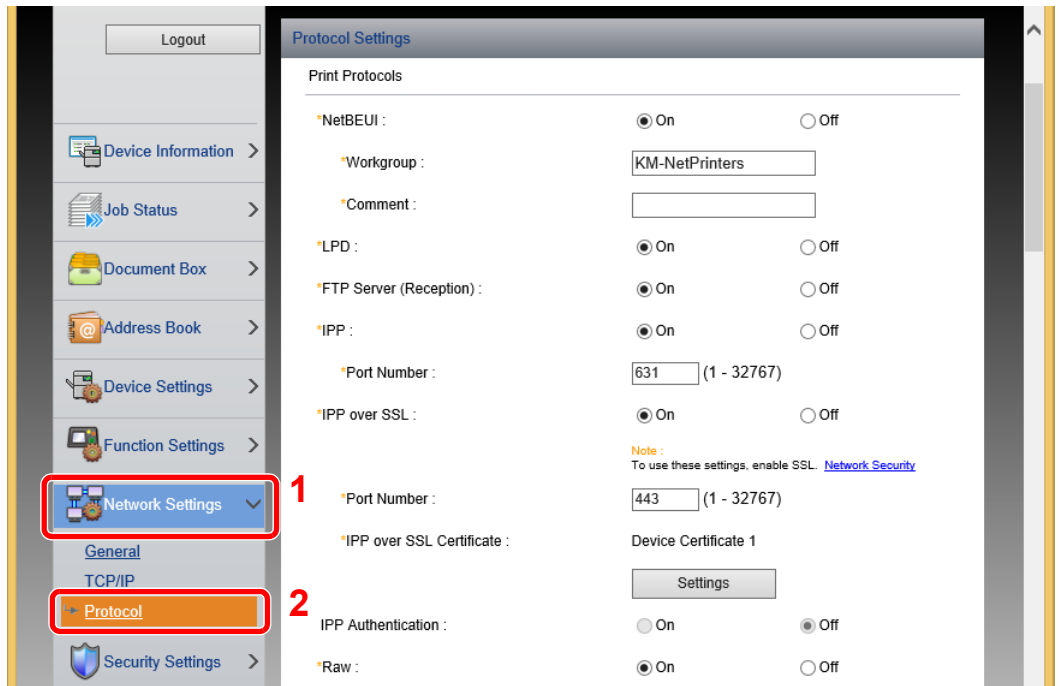 Logout
Device Information
Job Status
Document Box
@
Address Book
Device Settings
Function Settings
Network Settings
1
General
TCP/IP
Protocol
2
Security Settings
Protocol Settings
Print Protocols
*NetBEUI : On Off
*Workgroup : KM-NetPrinters
*Comment :
*LPD : On Off
*FTP Server (Reception) : On Off
*IPP : On Off
*Port Number : 631 (1 - 32767)
*IPP over SSL : On Off
Note :
To use these settings, enable SSL. Network Security
*Port Number : 443 (1 - 32767)
*IPP over SSL Certificate : Device Certificate 1
Settings
IPP Authentication : On Off
*Raw : On Off